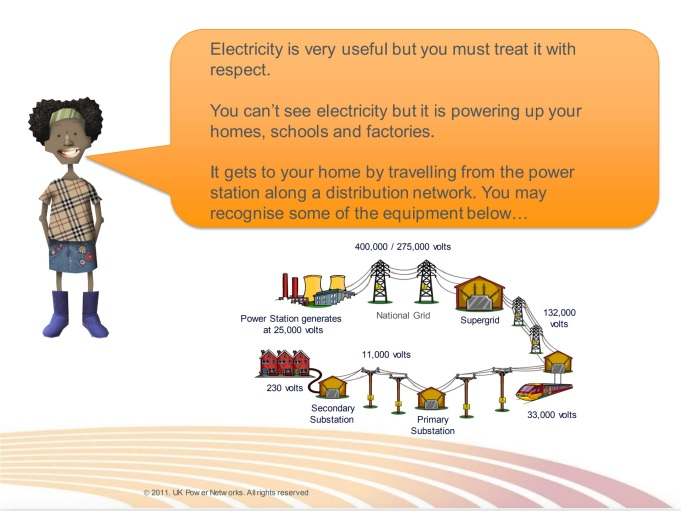 Electricity is very useful but you must treat it with
respect.
You can't see electricity but it is powering up your
homes, schools and factories.
It gets to your home by travelling from the power
station along a distribution network. You may
recognise some of the equipment below…
400,000 / 275,000 volts
Power Station generates
at 25,000 volts
National Grid
Supergrid
132,000
volts
11,000 volts
230 volts
Secondary
Substation
Primary
Substation
33,000 volts
© 2011. UK Power Networks. All rights reserved